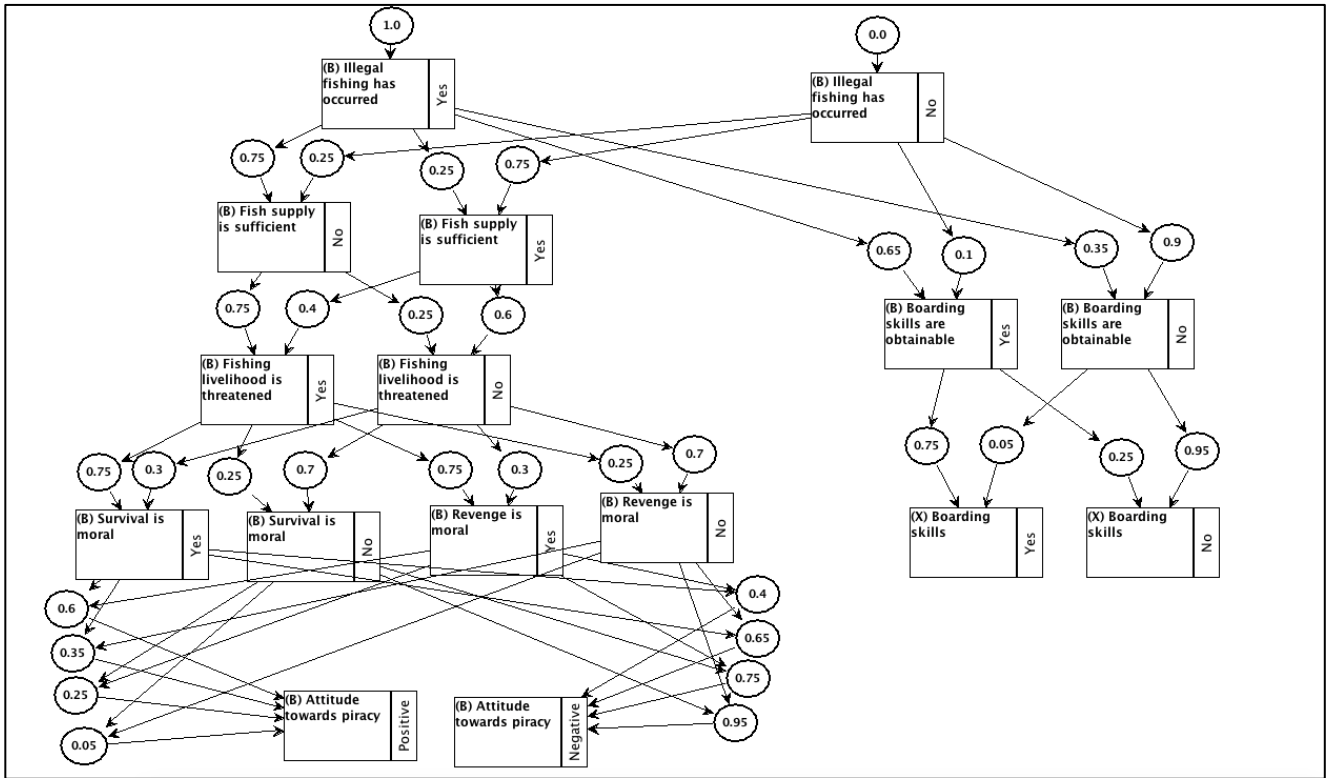 1.0
0.0
(B) Illegal
fishing has
occurred
Yes
(B) Illegal
fishing has
occurred
No
0.75
0.25
0.25
0.75
(B) Fish supply
is sufficient
No
(B) Fish supply
is sufficient
Yes
0.65
0.1
0.35
0.9
0.75
0.4
0.25
0.6
(B) Boarding
skills are
obtainable
Yes
(B) Boarding
skills are
obtainable
No
(B) Fishing
livelihood is
threatened
Yes
(B) Fishing
livelihood is
threatened
No
0.75
0.3
0.25
0.7
0.75
0.3
0.25
0.7
0.75
0.05
0.25
0.95
(B) Survival is
moral
Yes
(B) Survival is
moral
No
(B) Revenge is
moral
Yes
(B) Revenge is
moral
No
(X) Boarding
skills
Yes
(X) Boarding
skills
No
0.6
0.35
0.25
0.05
0.4
0.65
0.75
0.95
(B) Attitude
towards piracy
Positive
(B) Attitude
towards piracy
Negative